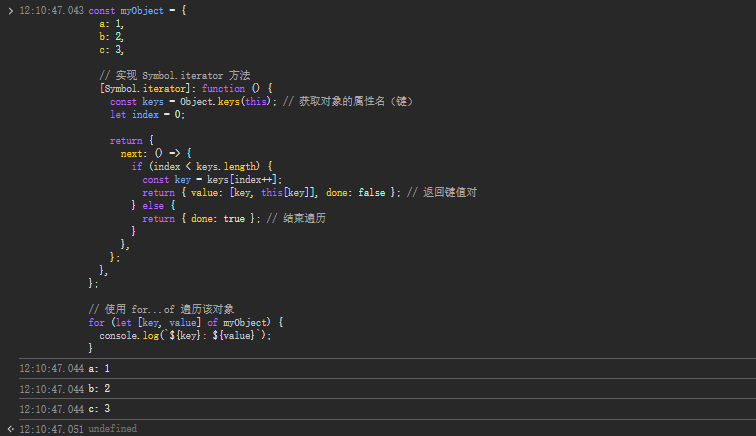 12:10:47.043 const myObject = {
a: 1,
b: 2,
c: 3,
// 实现 Symbol.iterator 方法
[Symbol.iterator]: function () {
const keys = Object.keys(this); // 获取对象的属性名（键）
let index = 0;
return {
next: () => {
if (index < keys.length) {
const key = keys[index++];
return { value: [key, this[key]], done: false }; // 返回键值对
} else {
return { done: true }; // 结束遍历
}
},
};
},
};
// 使用 for...of 遍历该对象
for (let [key, value] of myObject) {
console.log(`${key}: ${value}`);
}
12:10:47.044 a: 1
12:10:47.044 b: 2
12:10:47.044 c: 3
12:10:47.051 undefined